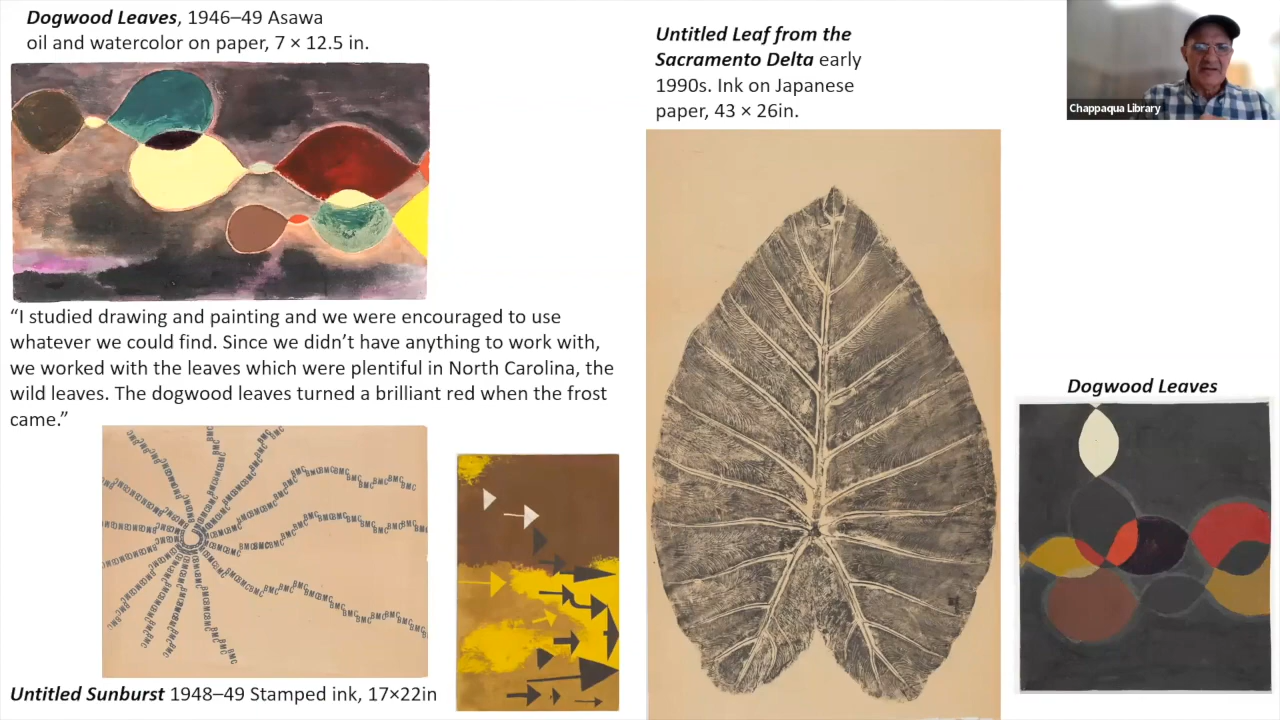 Dogwood Leaves, 1946–49 Asawa
oil and watercolor on paper, 7 × 12.5 in.
“I studied drawing and painting and we were encouraged to use
whatever we could find. Since we didn’t have anything to work with,
we worked with the leaves which were plentiful in North Carolina, the
wild leaves. The dogwood leaves turned a brilliant red when the frost
came.”
Untitled Sunburst 1948–49 Stamped ink, 17×22in
Untitled Leaf from the
Sacramento Delta early
1990s. Ink on Japanese
paper, 43 × 26in.
Chappaqua Library
Dogwood Leaves